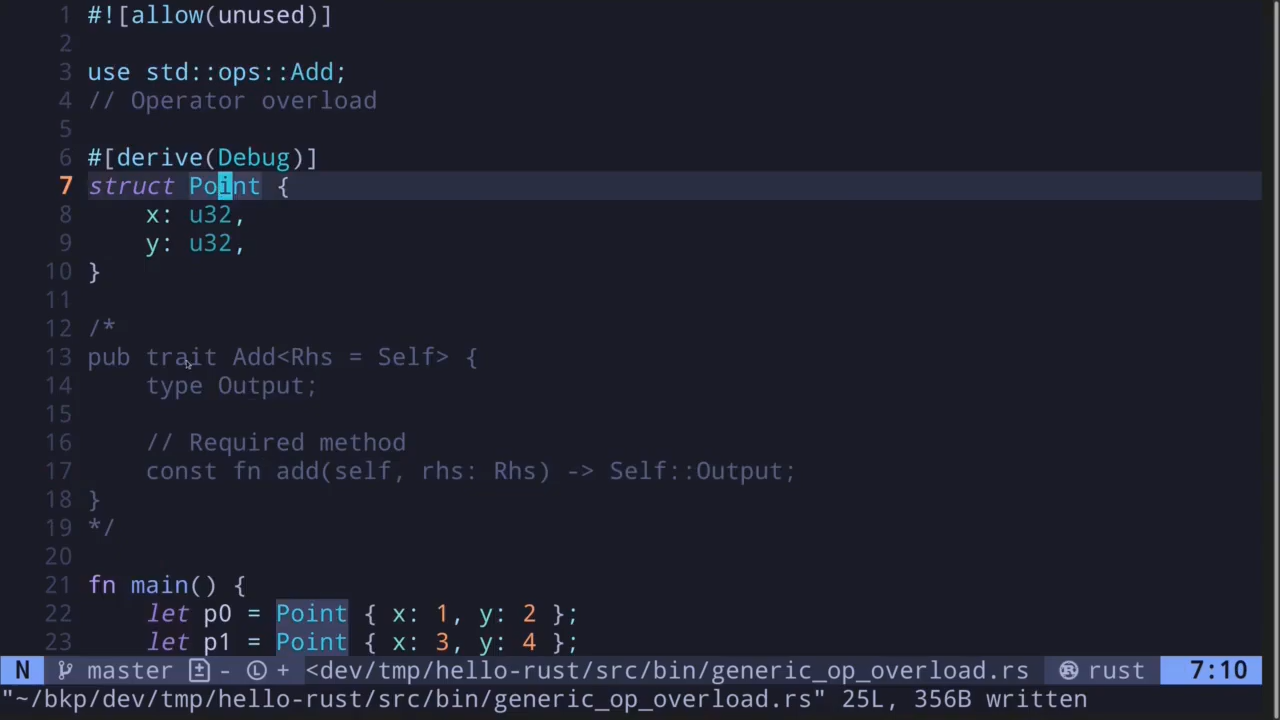 1 #![allow(unused)]
2
3 use std::ops::Add;
4 // Operator overload
5
6 #[derive(Debug)]
7 struct Point {
8     x: u32,
9     y: u32,
10 }
11
12 /*
13 pub trait Add<Rhs = Self> {
14     type Output;
15
16     // Required method
17     const fn add(self, rhs: Rhs) -> Self::Output;
18 }
19 */
20
21 fn main() {
22     let p0 = Point { x: 1, y: 2 };
23     let p1 = Point { x: 3, y: 4 };
N master - + <dev/tmp/hello-rust/src/bin/generic_op_overload.rs rust 7:10
"~/bkp/dev/tmp/hello-rust/src/bin/generic_op_overload.rs" 25L, 356B written